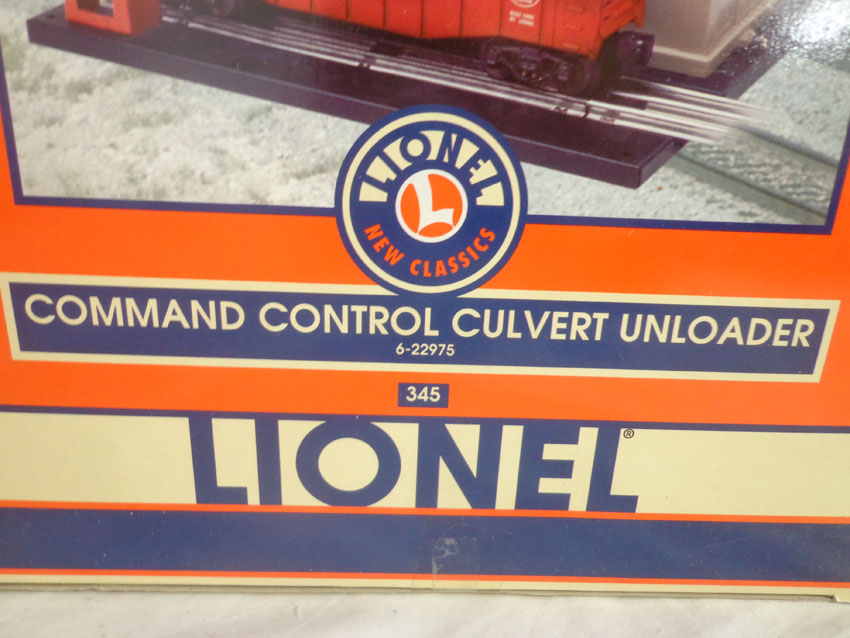 LIONEL
L
NEW CLASSICS
COMMAND CONTROL CULVERT UNLOADER
6-22975
345
LIONEL®